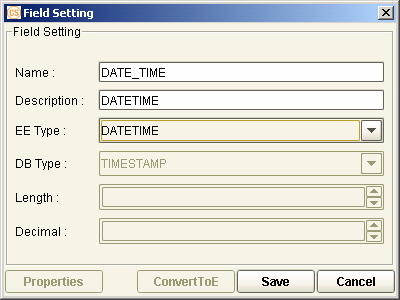 GS Field Setting
Field Setting
Name : DATE_TIME
Description : DATETIME
EE Type : DATETIME
DB Type : TIMESTAMP
Length :
Decimal :
Properties ConvertToE Save Cancel